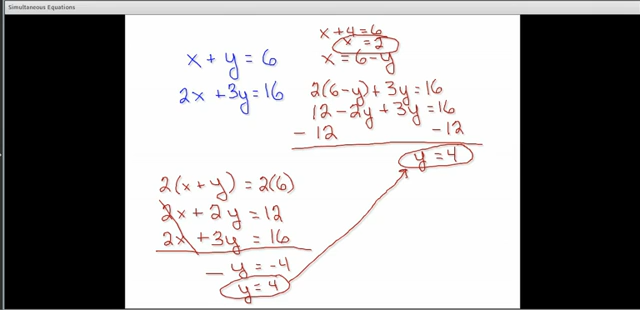 Simultaneous Equations
x + y = 6
2x + 3y = 16
x + 4 = 6
x = 2
x = 6 - y
2(6 - y) + 3y = 16
12 - 2y + 3y = 16
- 12 - 12
y = 4
2(x + y) = 2(6)
2x + 2y = 12
2x + 3y = 16
- y = -4
y = 4